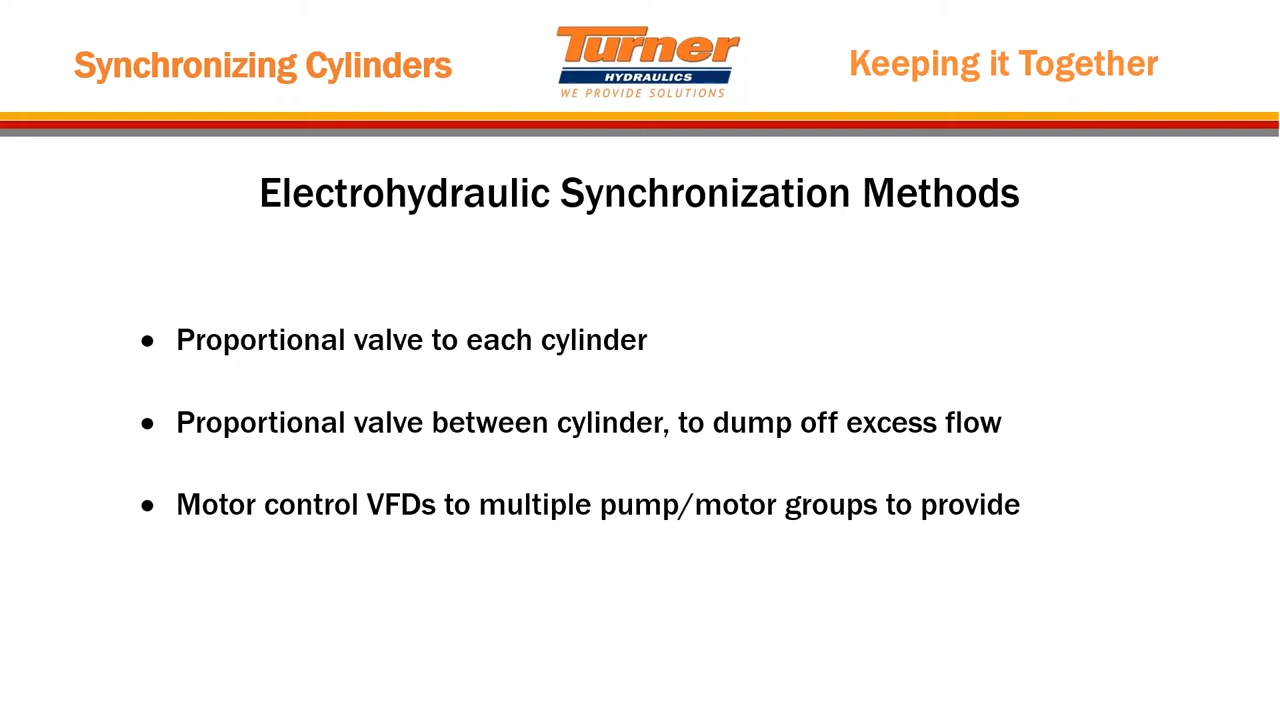 Synchronizing Cylinders
Turner
HYDRAULICS
WE PROVIDE SOLUTIONS
Keeping it Together
Electrohydraulic Synchronization Methods
• Proportional valve to each cylinder
• Proportional valve between cylinder, to dump off excess flow
• Motor control VFDs to multiple pump/motor groups to provide